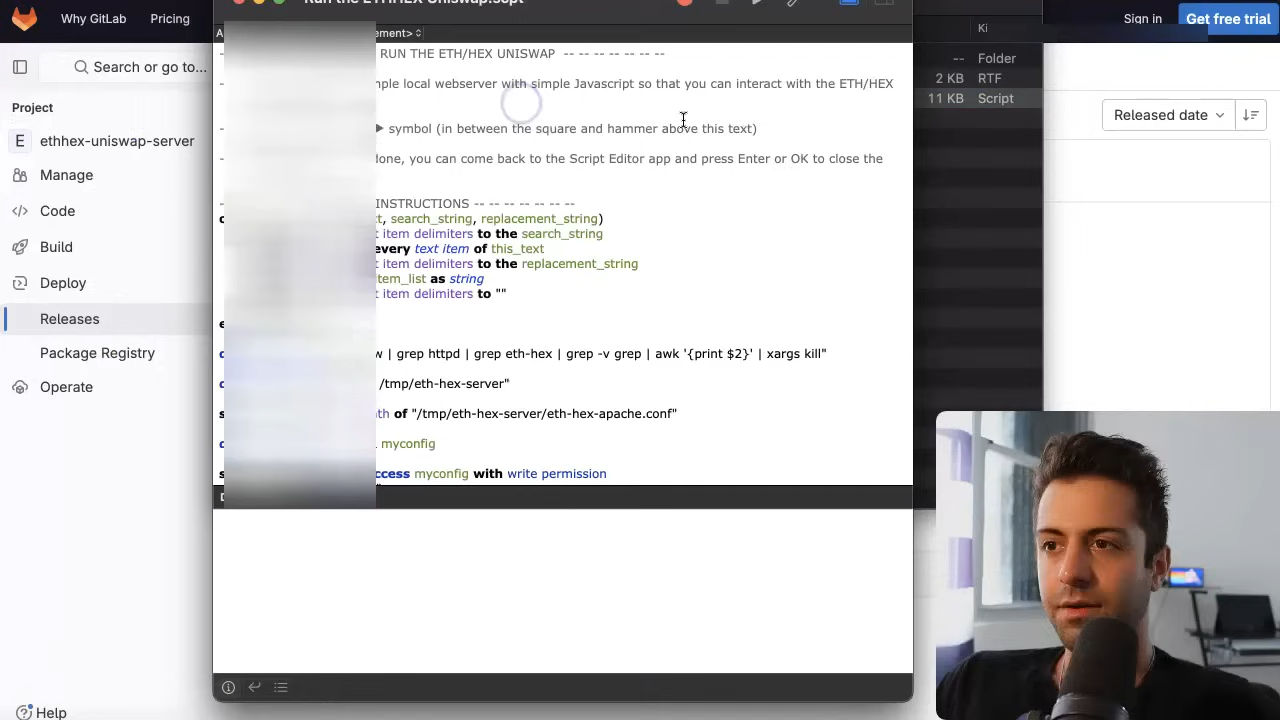 Why GitLab
Pricing
Search or go to...
Project
E ethhex-uniswap-server
Manage
Code
Build
Deploy
Releases
Package Registry
Operate
Help
Run the ETH/HEX Uniswap.scpt
RUN THE ETH/HEX UNISWAP -- -- -- -- -- -- --
local webserver with simple Javascript so that you can interact with the ETH/HEX
▶ symbol (in between the square and hammer above this text)
you can come back to the Script Editor app and press Enter or OK to close the
INSTRUCTIONS -- -- -- -- -- -- --
search_string, replacement_string)
item delimiters to the search_string
every text item of this_text
item delimiters to the replacement_string
as string
item delimiters to ""
| grep httpd | grep eth-hex | grep -v grep | awk '{print $2}' | xargs kill"
/tmp/eth-hex-server"
of "/tmp/eth-hex-server/eth-hex-apache.conf"
myconfig
myconfig with write permission
Ki
-- Folder
2 KB RTF
11 KB Script
Sign in
Get free trial
Released date